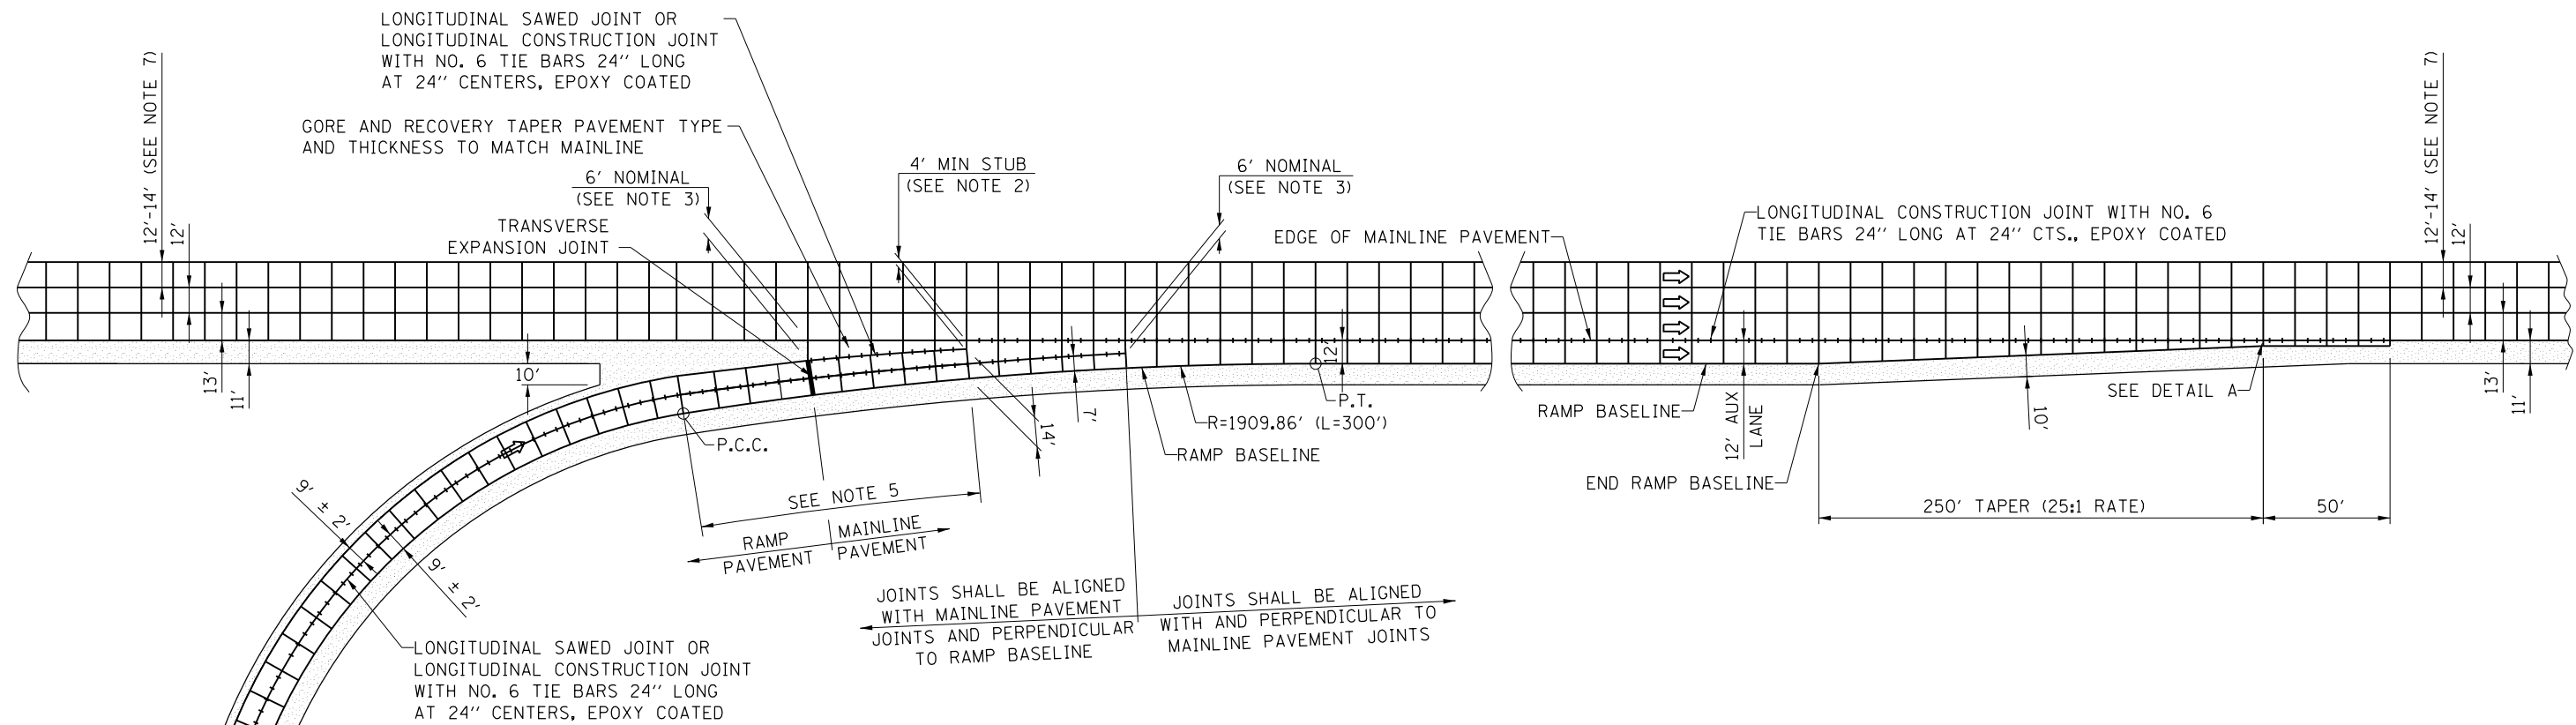 LONGITUDINAL SAWED JOINT OR
LONGITUDINAL CONSTRUCTION JOINT
WITH NO. 6 TIE BARS 24" LONG
AT 24" CENTERS, EPOXY COATED
GORE AND RECOVERY TAPER PAVEMENT TYPE
AND THICKNESS TO MATCH MAINLINE
12'-14' (SEE NOTE 7)
12'
6' NOMINAL
(SEE NOTE 3)
TRANSVERSE
EXPANSION JOINT
4' MIN STUB
(SEE NOTE 2)
6' NOMINAL
(SEE NOTE 3)
EDGE OF MAINLINE PAVEMENT
LONGITUDINAL CONSTRUCTION JOINT WITH NO. 6
TIE BARS 24" LONG AT 24" CTS., EPOXY COATED
12'-14' (SEE NOTE 7)
12'
13'
11'
10'
12'
P.T.
R=1909.86' (L=300')
RAMP BASELINE
7'
14'
P.C.C.
SEE NOTE 5
RAMP
PAVEMENT
MAINLINE
PAVEMENT
9' ± 2'
9' ± 2'
RAMP BASELINE
12' AUX
LANE
END RAMP BASELINE
10'
SEE DETAIL A
13'
11'
250' TAPER (25:1 RATE)
50'
JOINTS SHALL BE ALIGNED
WITH MAINLINE PAVEMENT
JOINTS AND PERPENDICULAR
TO RAMP BASELINE
JOINTS SHALL BE ALIGNED
WITH AND PERPENDICULAR TO
MAINLINE PAVEMENT JOINTS
LONGITUDINAL SAWED JOINT OR
LONGITUDINAL CONSTRUCTION JOINT
WITH NO. 6 TIE BARS 24" LONG
AT 24" CENTERS, EPOXY COATED